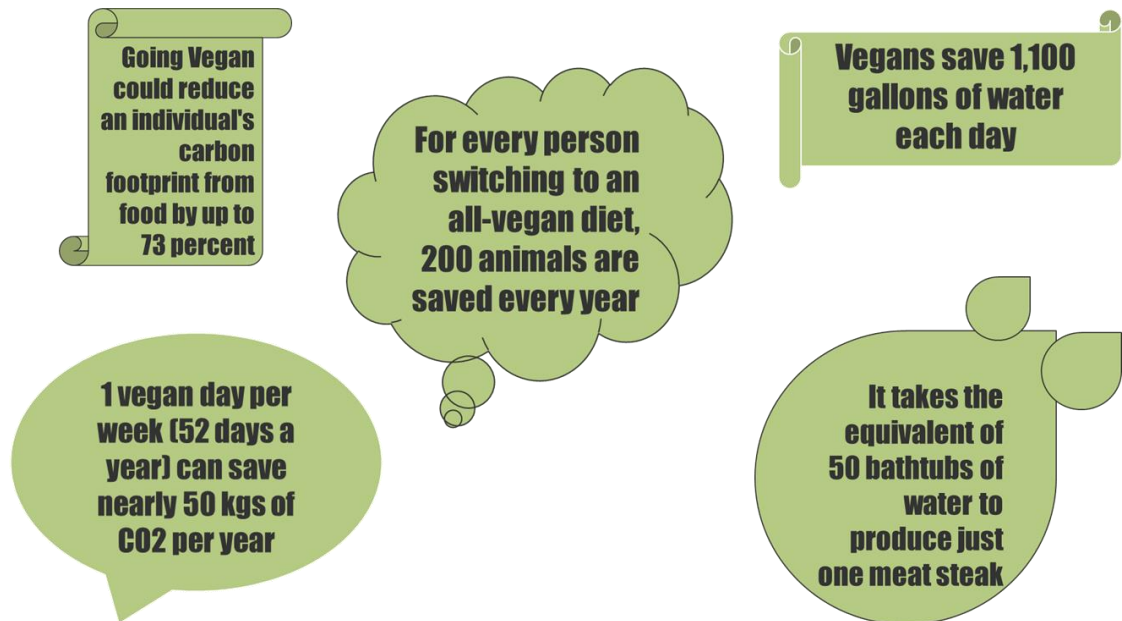 Going Vegan
could reduce
an individual's
carbon
footprint from
food by up to
73 percent
For every person
switching to an
all-vegan diet,
200 animals are
saved every year
Vegans save 1,100
gallons of water
each day
1 vegan day per
week (52 days a
year) can save
nearly 50 kgs of
CO2 per year
It takes the
equivalent of
50 bathtubs of
water to
produce just
one meat steak